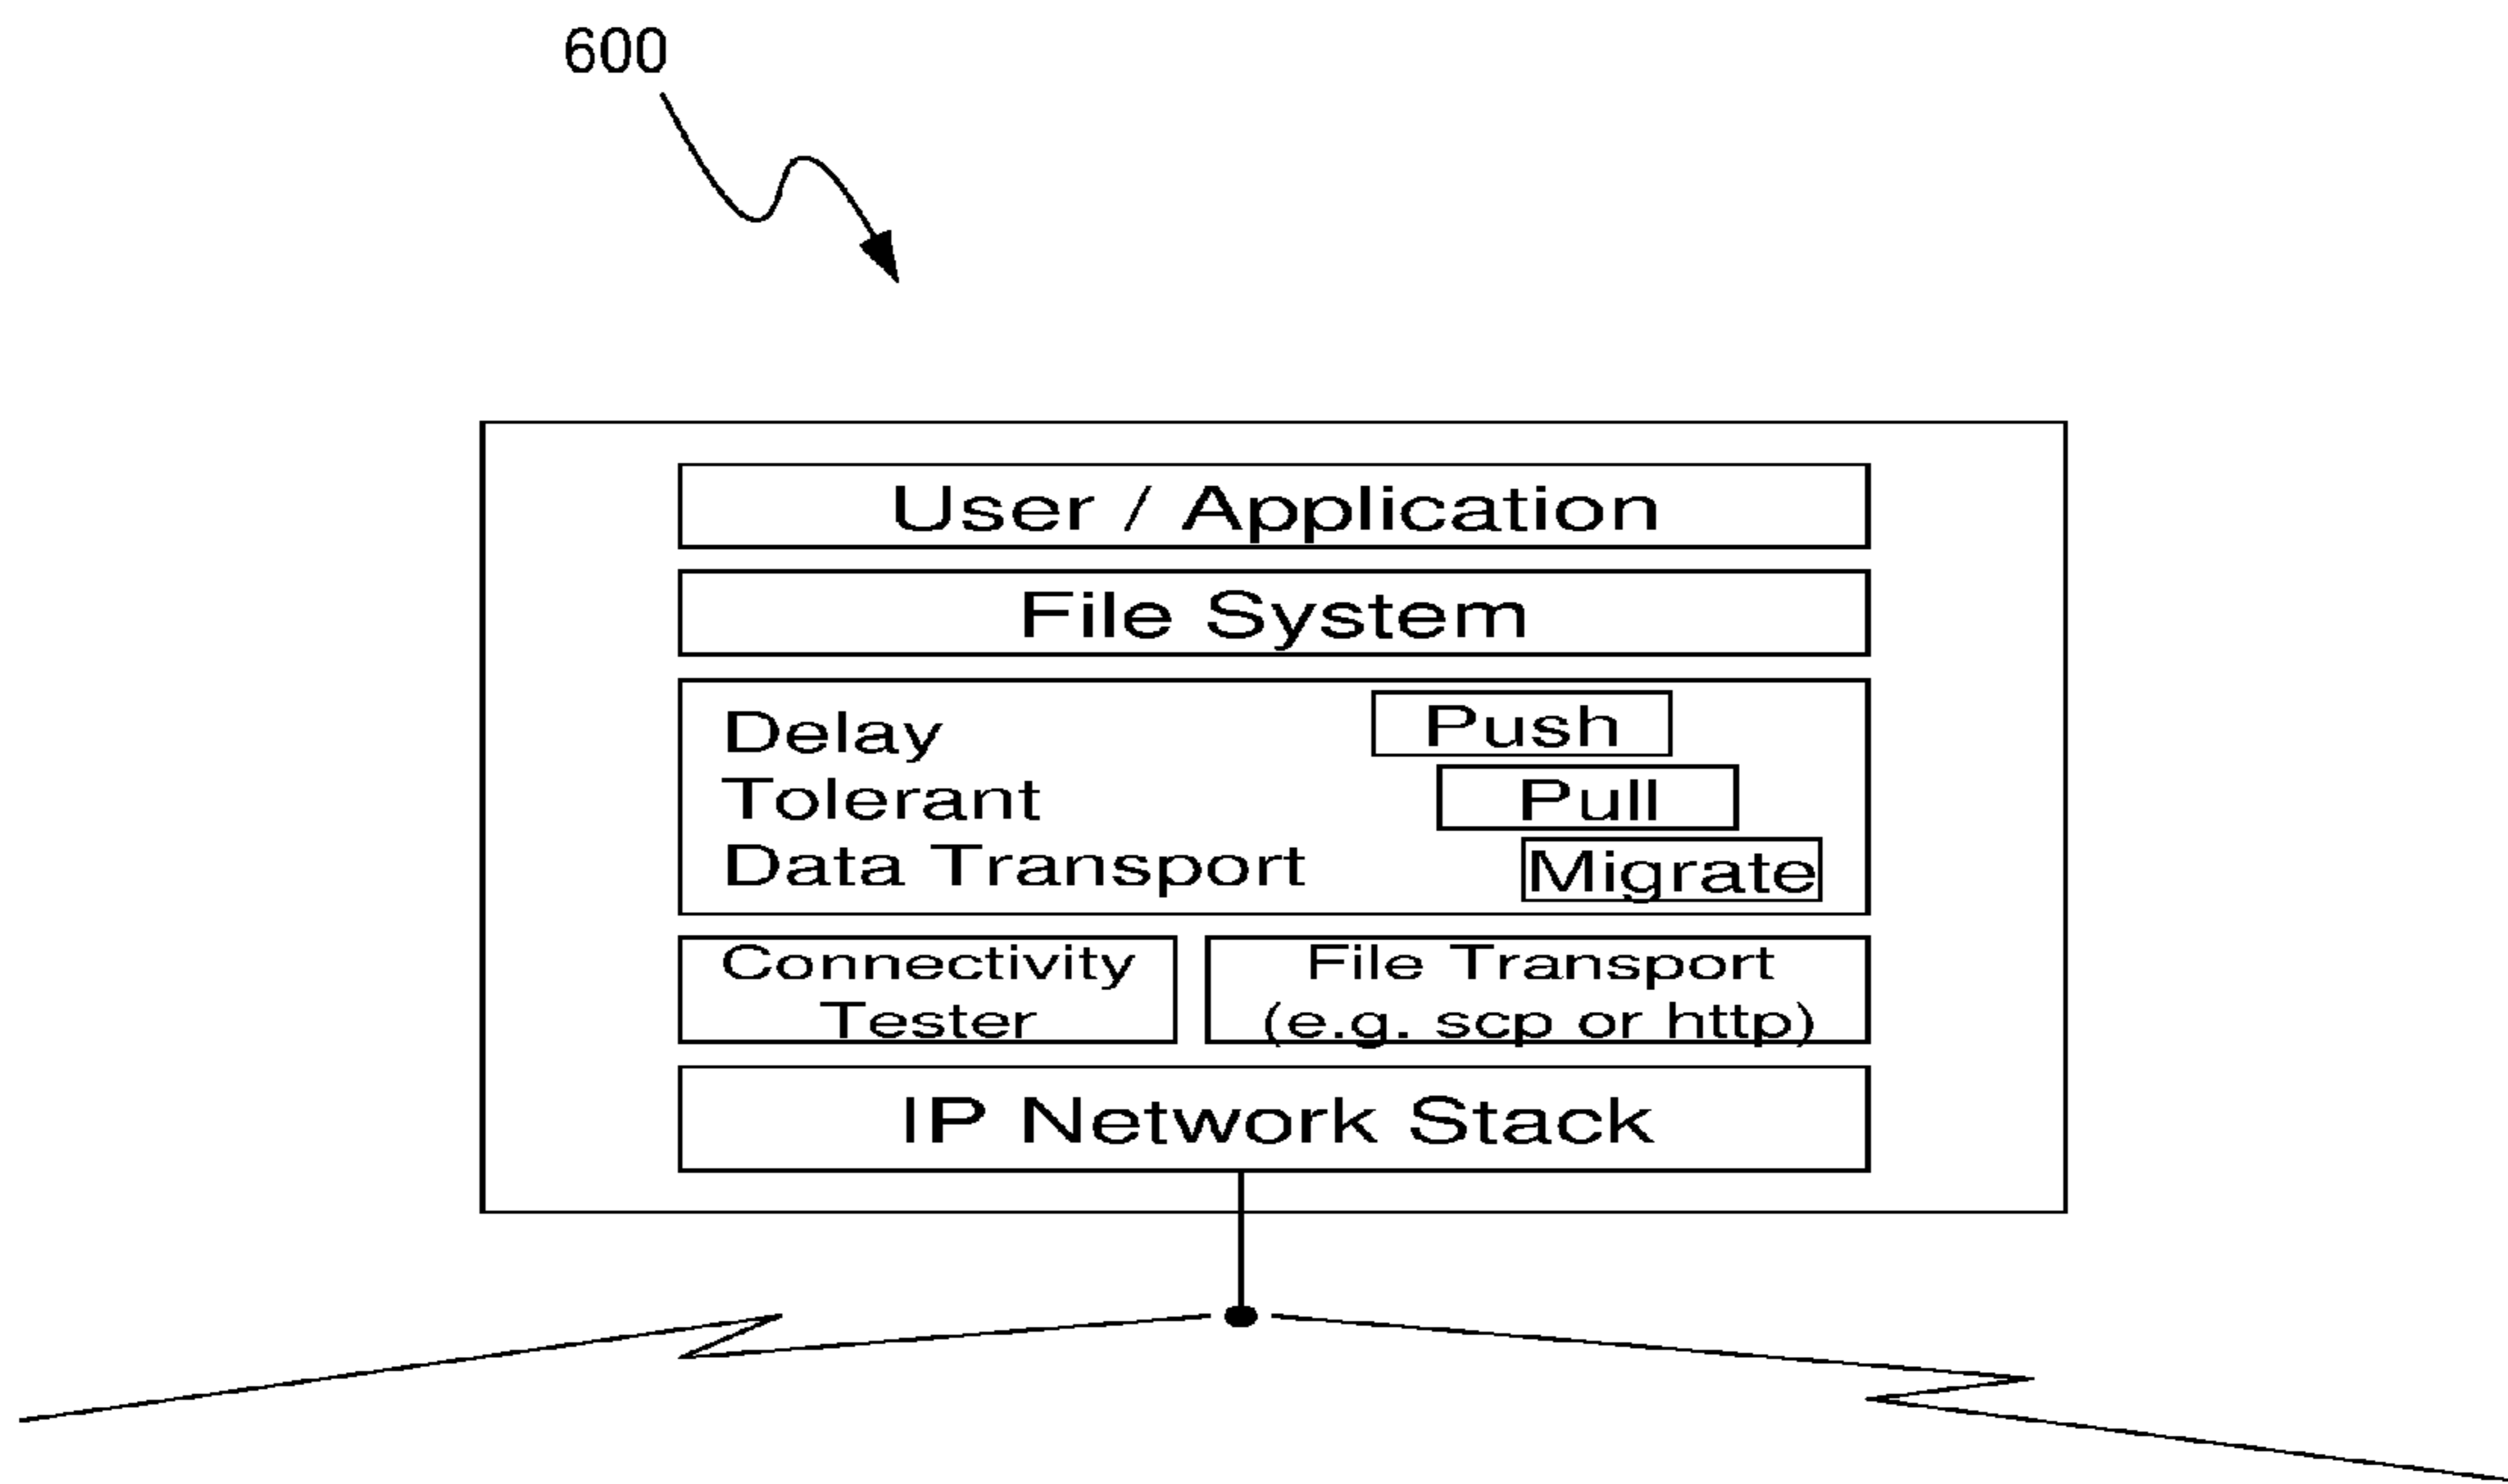 600
User / Application
File System
Delay
Tolerant
Data Transport
Push
Pull
Migrate
Connectivity
Tester
File Transport
(e.g. scp or http)
IP Network Stack